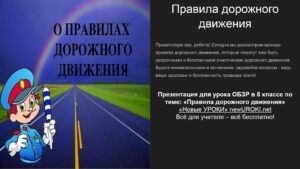 О ПРАВИЛАХ
ДОРОЖНОГО
ДВИЖЕНИЯ
Правила дорожного
движения
Приветствую вас, ребята! Сегодня мы рассмотрим важные
правила дорожного движения, которые помогут вам быть
уверенными и безопасными участниками дорожного движения.
Будьте внимательными и активными, задавайте вопросы - ведь
ваше здоровье и безопасность превыше всего!
Презентация для урока ОБЗР в 8 классе по
теме: «Правила дорожного движения»
«Новые УРОКИ» newUROKI.net
Всё для учителя – всё бесплатно!